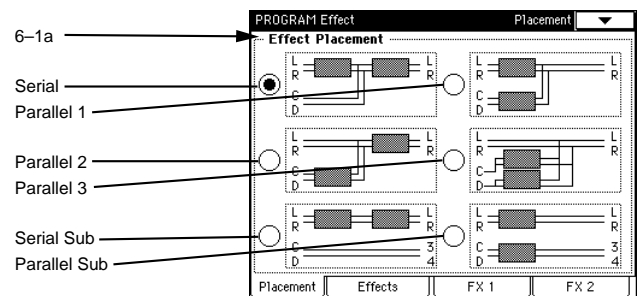 PROGRAM Effect Placement
6–1a
Effect Placement
Serial
Parallel 1
L L L L
R R R R
C C
D D
Parallel 2
Parallel 3
L L L L
R R R R
C C
D D
Serial Sub
Parallel Sub
L L L L
R R R R
C 3 C 3
D 4 D 4
Placement Effects FX 1 FX 2